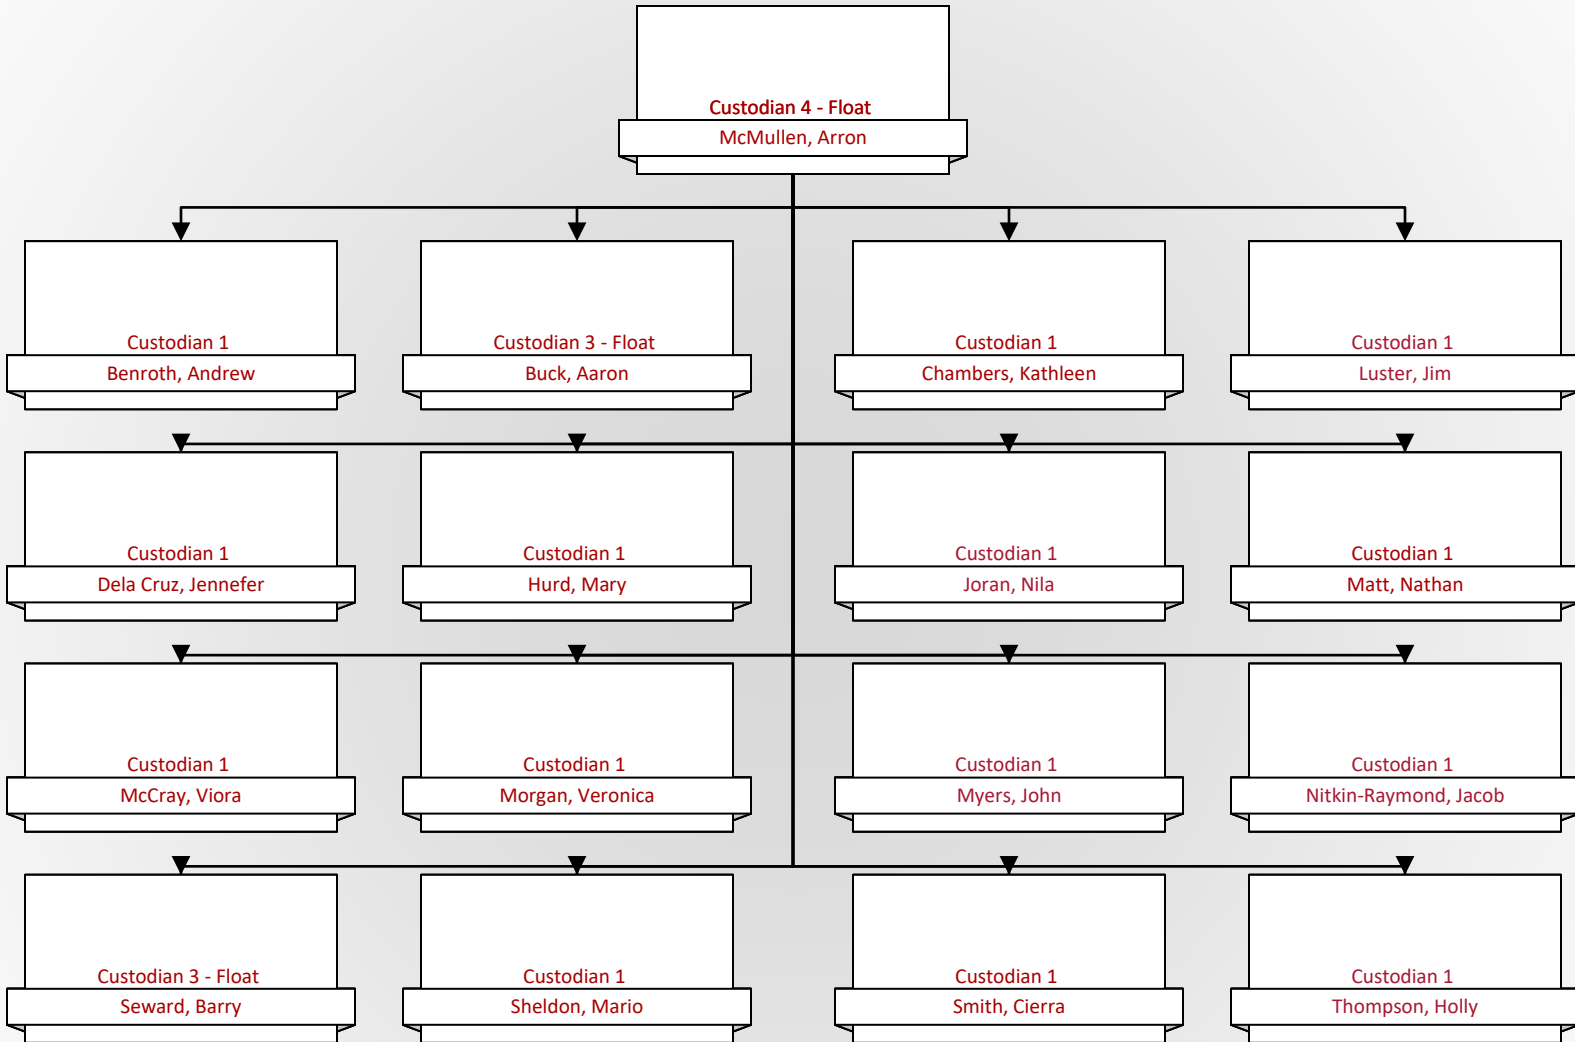 Custodian 4 - Float
McMullen, Arron
Custodian 1
Benroth, Andrew
Custodian 3 - Float
Buck, Aaron
Custodian 1
Chambers, Kathleen
Custodian 1
Luster, Jim
Custodian 1
Dela Cruz, Jennefer
Custodian 1
Hurd, Mary
Custodian 1
Joran, Nila
Custodian 1
Matt, Nathan
Custodian 1
McCray, Viora
Custodian 1
Morgan, Veronica
Custodian 1
Myers, John
Custodian 1
Nitkin-Raymond, Jacob
Custodian 3 - Float
Seward, Barry
Custodian 1
Sheldon, Mario
Custodian 1
Smith, Cierra
Custodian 1
Thompson, Holly